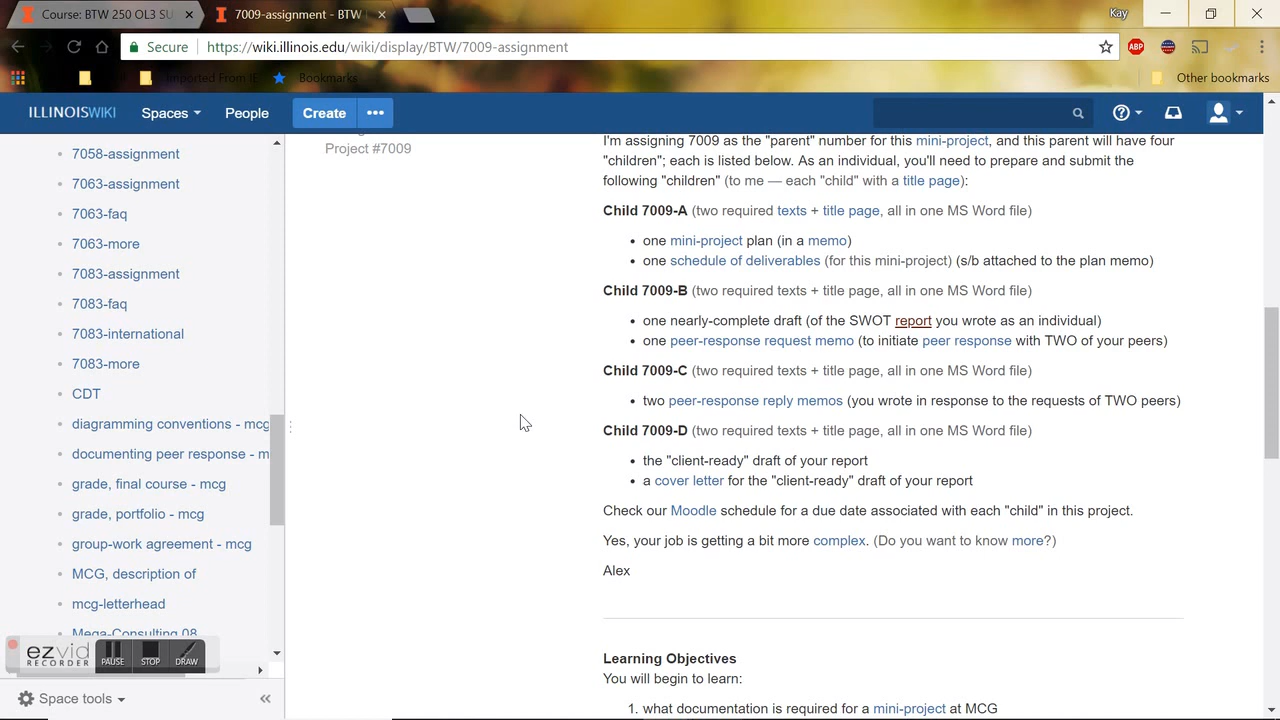 Course: BTW 250 OL3 SU
7009-assignment - BTW
Kay
Secure
https://wiki.illinois.edu/wiki/display/BTW/7009-assignment
ABP
Imported From IE
Bookmarks
Other bookmarks
ILLINOISWIKI
Spaces
People
Create
Project #7009
7058-assignment
7063-assignment
7063-faq
7063-more
7083-assignment
7083-faq
7083-international
7083-more
CDT
diagramming conventions - mcg
documenting peer response - m
grade, final course - mcg
grade, portfolio - mcg
group-work agreement - mcg
MCG, description of
mcg-letterhead
Mega-Consulting 08
ezvid
RECORDER
PAUSE
STOP
DRAW
Space tools
I'm assigning 7009 as the "parent" number for this mini-project, and this parent will have four
"children"; each is listed below. As an individual, you'll need to prepare and submit the
following "children" (to me — each "child" with a title page):
Child 7009-A (two required texts + title page, all in one MS Word file)
• one mini-project plan (in a memo)
• one schedule of deliverables (for this mini-project) (s/b attached to the plan memo)
Child 7009-B (two required texts + title page, all in one MS Word file)
• one nearly-complete draft (of the SWOT report you wrote as an individual)
• one peer-response request memo (to initiate peer response with TWO of your peers)
Child 7009-C (two required texts + title page, all in one MS Word file)
• two peer-response reply memos (you wrote in response to the requests of TWO peers)
Child 7009-D (two required texts + title page, all in one MS Word file)
• the "client-ready" draft of your report
• a cover letter for the "client-ready" draft of your report
Check our Moodle schedule for a due date associated with each "child" in this project.
Yes, your job is getting a bit more complex. (Do you want to know more?)
Alex
Learning Objectives
You will begin to learn:
1. what documentation is required for a mini-project at MCG